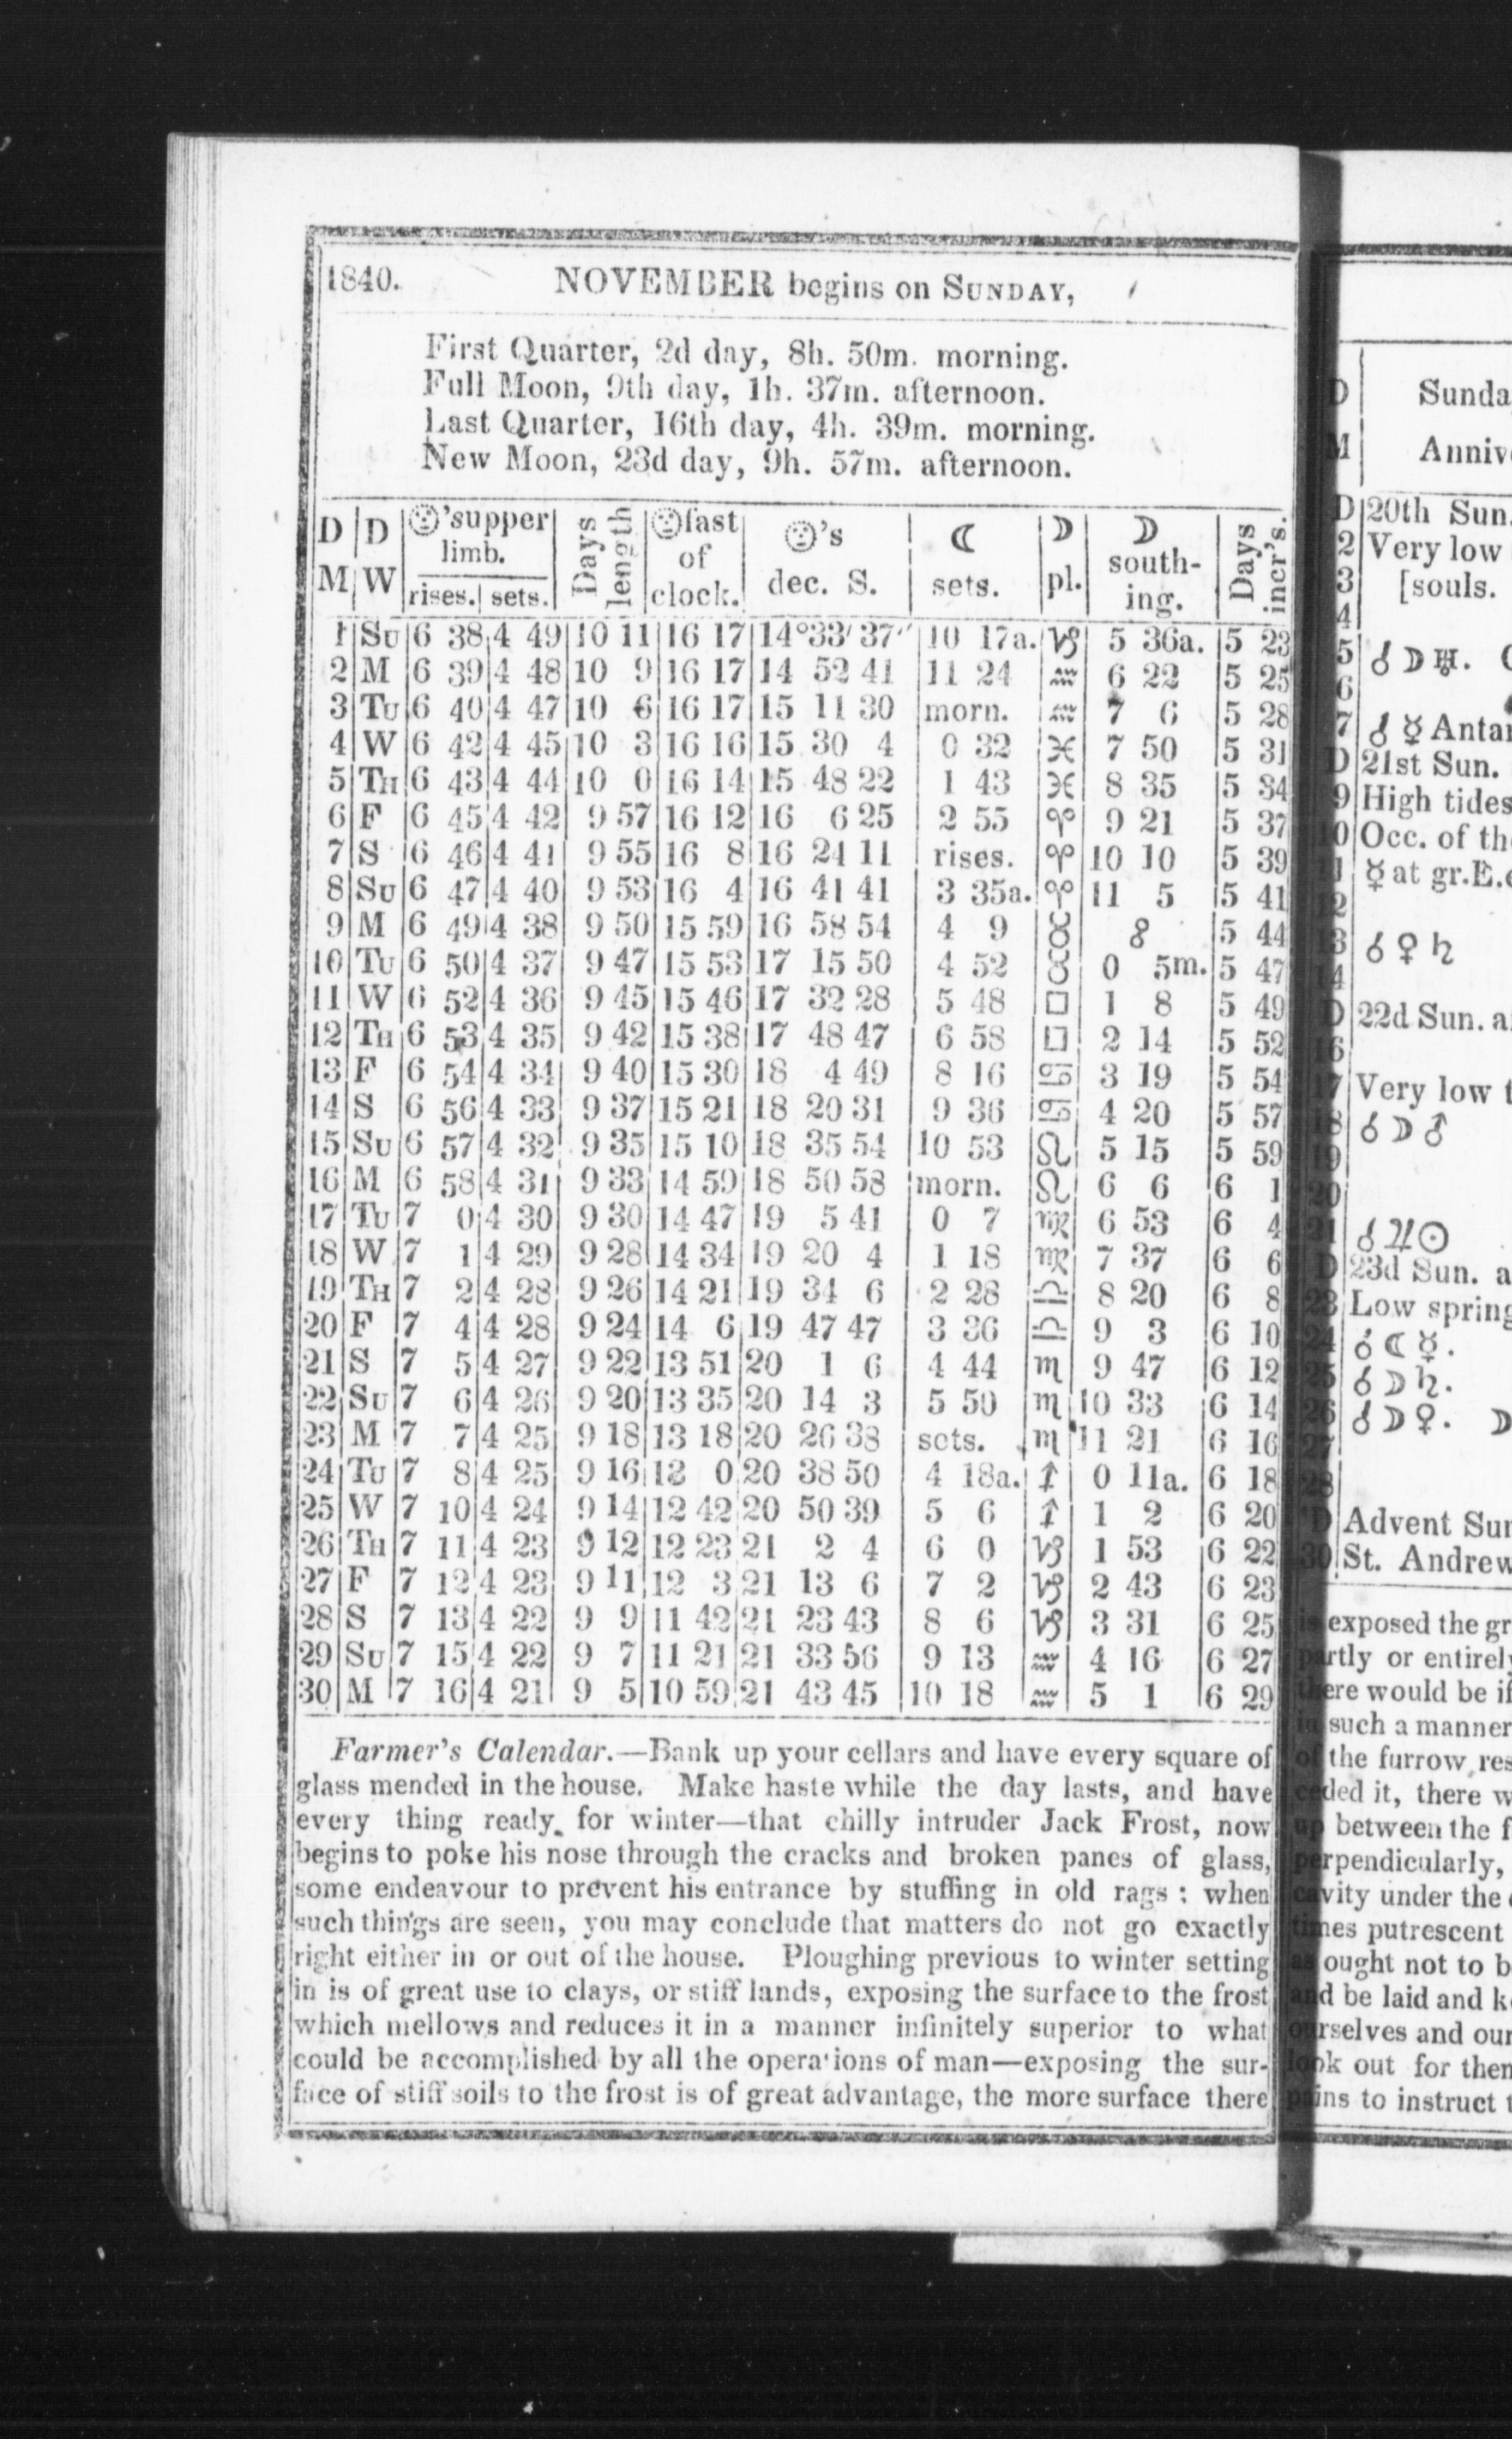 1840. NOVEMBER begins on SUNDAY,
First Quarter, 2d day, 8h. 50m. morning.
Full Moon, 9th day, 1h. 37m. afternoon.
Last Quarter, 16th day, 4h. 39m. morning.
New Moon, 23d day, 9h. 57m. afternoon.
D M | D W | ☉'s upper limb. rises. | sets. | Days length | ☉ fast of clock. | ☉'s dec. S. | ☾ sets. | ☽ pl. | ☽ southing. | Days incr's.
1 SU 6 38 4 49 10 11 16 17 14°33′37″ 10 17a. ♑ 5 36a. 5 23
2 M 6 39 4 48 10 9 16 17 14 52 41 11 24 ♒ 6 22 5 25
3 TU 6 40 4 47 10 6 16 17 15 11 30 morn. ♒ 7 6 5 28
4 W 6 42 4 45 10 3 16 16 15 30 4 0 32 ♓ 7 50 5 31
5 TH 6 43 4 44 10 0 16 14 15 48 22 1 43 ♓ 8 35 5 34
6 F 6 45 4 42 9 57 16 12 16 6 25 2 55 ♈ 9 21 5 37
7 S 6 46 4 41 9 55 16 8 16 24 11 rises. ♈ 10 10 5 39
8 SU 6 47 4 40 9 53 16 4 16 41 41 3 35a. ♈ 11 5 5 41
9 M 6 49 4 38 9 50 15 59 16 58 54 4 9 ♉ ☍ 5 44
10 TU 6 50 4 37 9 47 15 53 17 15 50 4 52 ♉ 0 5m. 5 47
11 W 6 52 4 36 9 45 15 46 17 32 28 5 48 □ 1 8 5 49
12 TH 6 53 4 35 9 42 15 38 17 48 47 6 58 □ 2 14 5 52
13 F 6 54 4 34 9 40 15 30 18 4 49 8 16 ♋ 3 19 5 54
14 S 6 56 4 33 9 37 15 21 18 20 31 9 36 ♋ 4 20 5 57
15 SU 6 57 4 32 9 35 15 10 18 35 54 10 53 ♌ 5 15 5 59
16 M 6 58 4 31 9 33 14 59 18 50 58 morn. ♌ 6 6 6 1
17 TU 7 0 4 30 9 30 14 47 19 5 41 0 7 ♍ 6 53 6 4
18 W 7 1 4 29 9 28 14 34 19 20 4 1 18 ♍ 7 37 6 6
19 TH 7 2 4 28 9 26 14 21 19 34 6 2 28 ♎ 8 20 6 8
20 F 7 4 4 28 9 24 14 6 19 47 47 3 36 ♎ 9 3 6 10
21 S 7 5 4 27 9 22 13 51 20 1 6 4 44 ♏ 9 47 6 12
22 SU 7 6 4 26 9 20 13 35 20 14 3 5 50 ♏ 10 33 6 14
23 M 7 7 4 25 9 18 13 18 20 26 38 sets. ♏ 11 21 6 16
24 TU 7 8 4 25 9 16 13 0 20 38 50 4 18a. ♐ 0 11a. 6 18
25 W 7 10 4 24 9 14 12 42 20 50 39 5 6 ♐ 1 2 6 20
26 TH 7 11 4 23 9 12 12 23 21 2 4 6 0 ♑ 1 53 6 22
27 F 7 12 4 23 9 11 12 3 21 13 6 7 2 ♑ 2 43 6 23
28 S 7 13 4 22 9 9 11 42 21 23 43 8 6 ♑ 3 31 6 25
29 SU 7 15 4 22 9 7 11 21 21 33 56 9 13 ♒ 4 16 6 27
30 M 7 16 4 21 9 5 10 59 21 43 45 10 18 ♒ 5 1 6 29
Farmer's Calendar.—Bank up your cellars and have every square of
glass mended in the house. Make haste while the day lasts, and have
every thing ready for winter—that chilly intruder Jack Frost, now
begins to poke his nose through the cracks and broken panes of glass,
some endeavour to prevent his entrance by stuffing in old rags: when
such things are seen, you may conclude that matters do not go exactly
right either in or out of the house. Ploughing previous to winter setting
in is of great use to clays, or stiff lands, exposing the surface to the frost
which mellows and reduces it in a manner infinitely superior to what
could be accomplished by all the operations of man—exposing the sur-
face of stiff soils to the frost is of great advantage, the more surface there
D Sunda
M Anniv
D 20th Sun.
2 Very low
3 [souls.
4
5 ☌☽♅.
6
7 ☌☿Antar
D 21st Sun.
9 High tides
10 Occ. of th
11 ☿ at gr.E.
12
13 ☌♀♄
14
D 22d Sun. a
16
17 Very low t
18 ☌☽♂
19
20
21 ☌♃☉
D 23d Sun. a
23 Low spring
24 ☌☾☿.
25 ☌☽♄.
26 ☌☽♀. ☽
27
28
D Advent Sun
30 St. Andrew
is exposed the gr
partly or entirely
there would be if
in such a manner
of the furrow res
ceded it, there w
up between the f
perpendicularly,
cavity under the
times putrescent
as ought not to b
and be laid and k
ourselves and our
look out for them
pains to instruct t